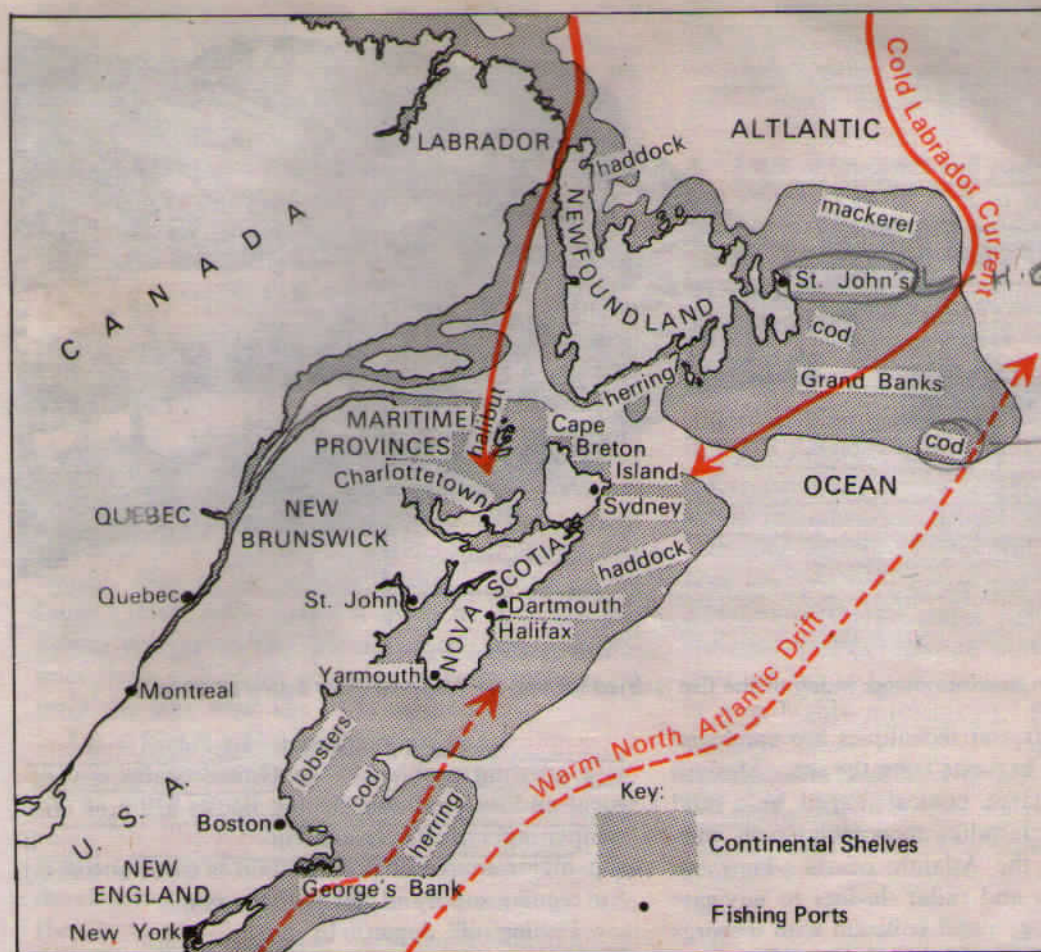 LABRADOR
haddock
ALTLANTIC
Cold Labrador Current
mackerel
CANADA
NEWFOUNDLAND
St. John's
cod
Grand Banks
herring
MARITIME
PROVINCES
halibut
Cape
Breton
Island
cod
OCEAN
Charlottetown
Sydney
QUEBEC
NEW
BRUNSWICK
haddock
Quebec
St. John
NOVA SCOTIA
Dartmouth
Halifax
Yarmouth
Montreal
Warm North Atlantic Drift
lobsters
cod
herring
Key:
U.S.A.
Boston
Continental Shelves
NEW
ENGLAND
George's Bank
Fishing Ports
New York